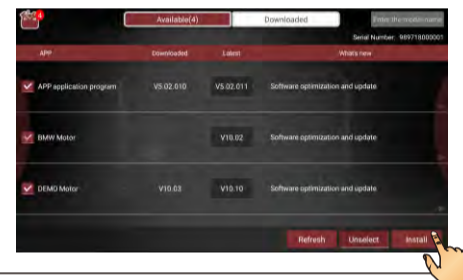 4
Available(4) Downloaded Enter the model name
Serial Number: 989718000001
APP Downloaded Latest What's new
APP application program V5.02.010 V5.02.011 Software optimization and update
BMW Motor V10.02 Software optimization and update
DEMO Motor V10.03 V10.10 Software optimization and update
Refresh Unselect Install